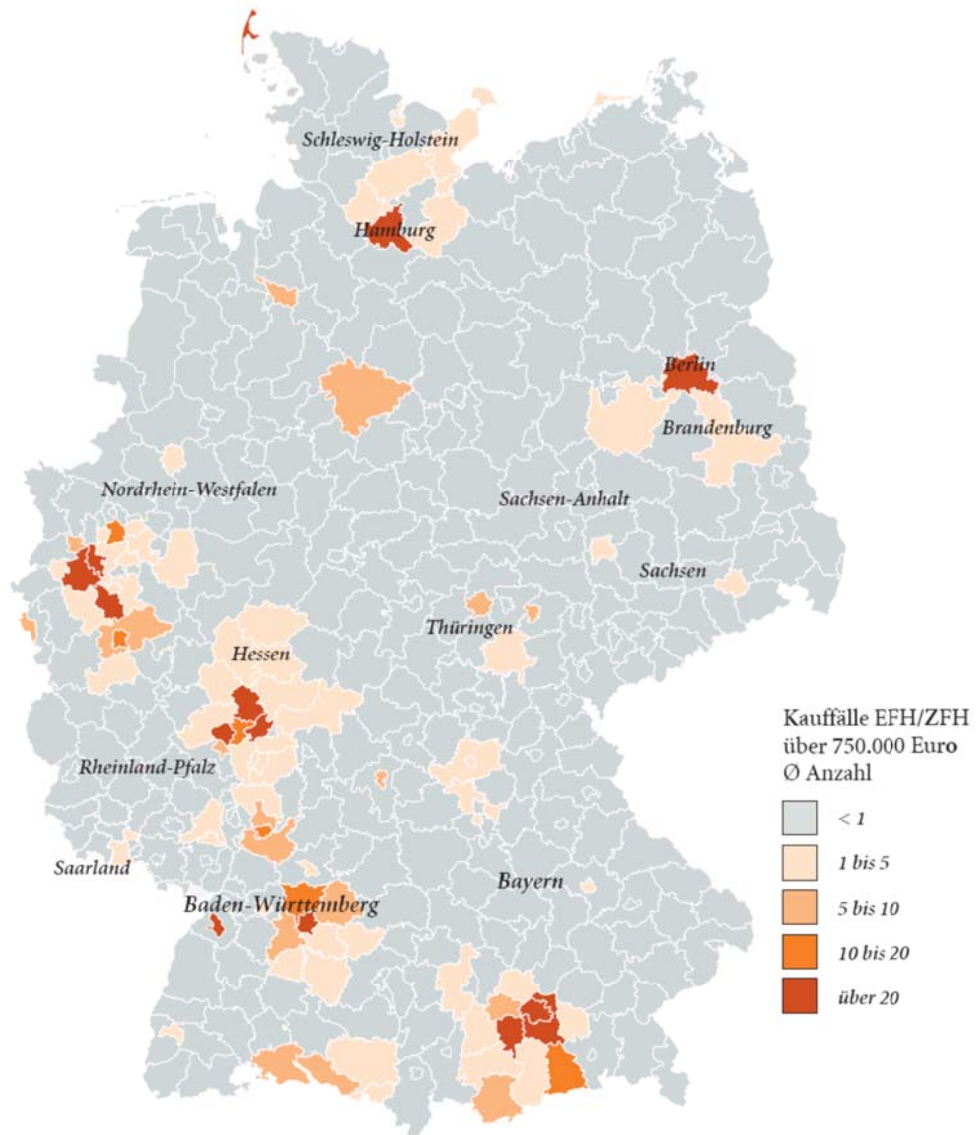 Schleswig-Holstein
Hamburg
Berlin
Brandenburg
Nordrhein-Westfalen
Sachsen-Anhalt
Sachsen
Thüringen
Hessen
Rheinland-Pfalz
Saarland
Bayern
Baden-Württemberg
Kauffälle EFH/ZFH
über 750.000 Euro
Ø Anzahl
< 1
1 bis 5
5 bis 10
10 bis 20
über 20